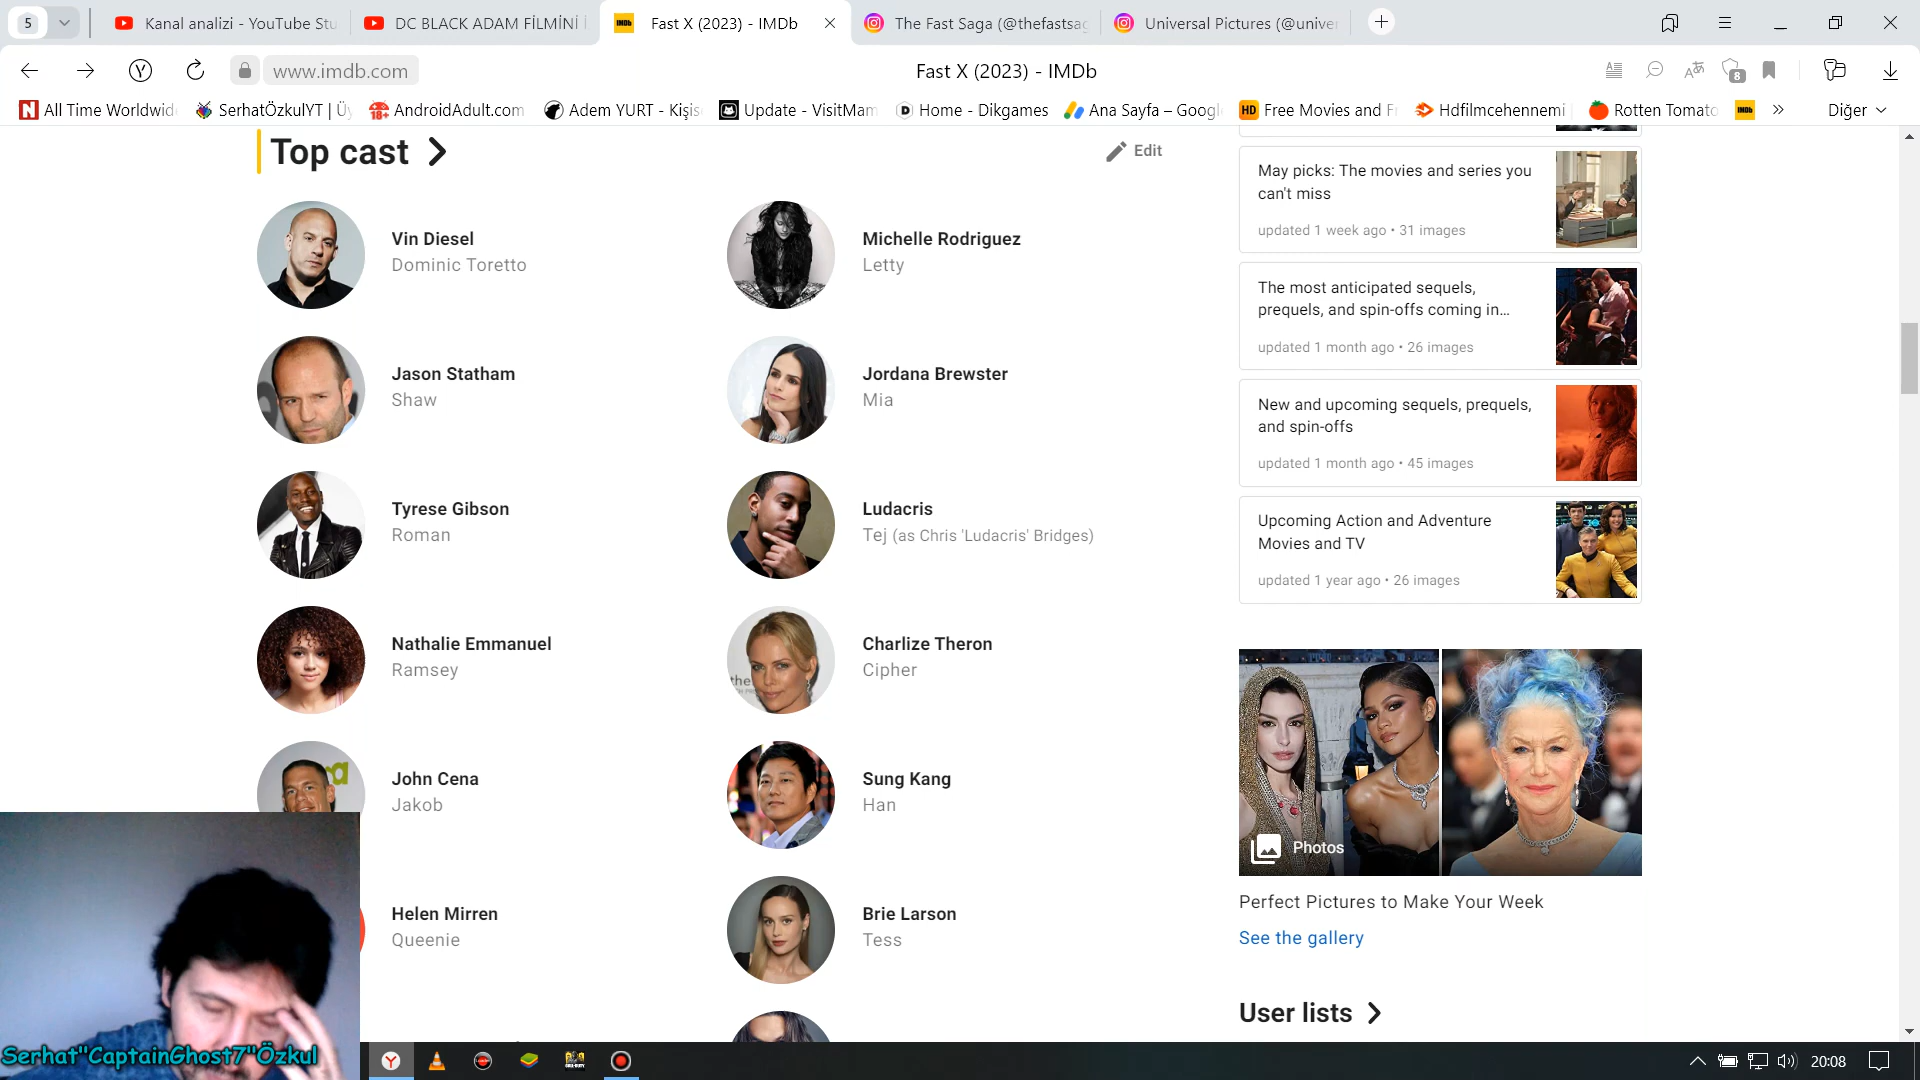 5
Kanal analizi - YouTube Stu
DC BLACK ADAM FİLMİNİ İ
IMDb
Fast X (2023) - IMDb
The Fast Saga (@thefastsag
Universal Pictures (@univer
www.imdb.com
Fast X (2023) - IMDb
8
All Time Worldwid
SerhatÖzkulYT | Üy
18+
AndroidAdult.com
Adem YURT - Kişis
Update - VisitMam
Home - Dikgames
Ana Sayfa – Google
HD
Free Movies and F
Hdfilmcehennemi
Rotten Tomato
IMDb
Diğer
Top cast
Edit
Vin Diesel
Dominic Toretto
Michelle Rodriguez
Letty
Jason Statham
Shaw
Jordana Brewster
Mia
Tyrese Gibson
Roman
Ludacris
Tej (as Chris 'Ludacris' Bridges)
Nathalie Emmanuel
Ramsey
Charlize Theron
Cipher
John Cena
Jakob
Sung Kang
Han
Helen Mirren
Queenie
Brie Larson
Tess
May picks: The movies and series you
can't miss
updated 1 week ago • 31 images
The most anticipated sequels,
prequels, and spin-offs coming in...
updated 1 month ago • 26 images
New and upcoming sequels, prequels,
and spin-offs
updated 1 month ago • 45 images
Upcoming Action and Adventure
Movies and TV
updated 1 year ago • 26 images
Photos
Perfect Pictures to Make Your Week
See the gallery
User lists
Serhat"CaptainGhost7"Özkul
20:08